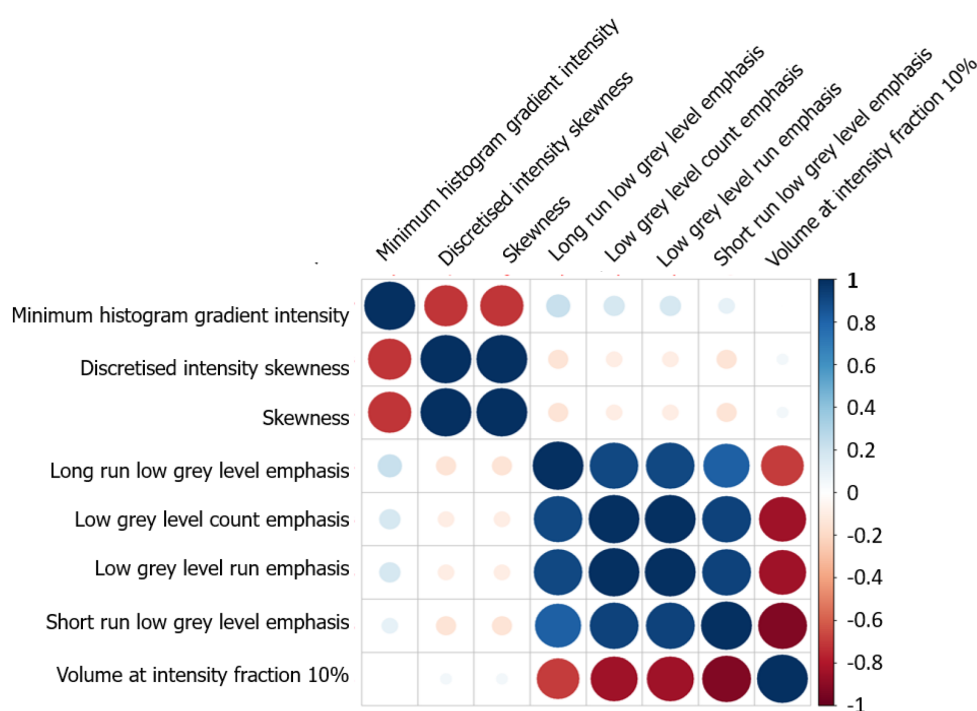 Minimum histogram gradient intensity
Discretised intensity skewness
Skewness
Long run low grey level emphasis
Low grey level count emphasis
Low grey level run emphasis
Short run low grey level emphasis
Volume at intensity fraction 10%
Minimum histogram gradient intensity
Discretised intensity skewness
Skewness
Long run low grey level emphasis
Low grey level count emphasis
Low grey level run emphasis
Short run low grey level emphasis
Volume at intensity fraction 10%
1
0.8
0.6
0.4
0.2
0
-0.2
-0.4
-0.6
-0.8
-1